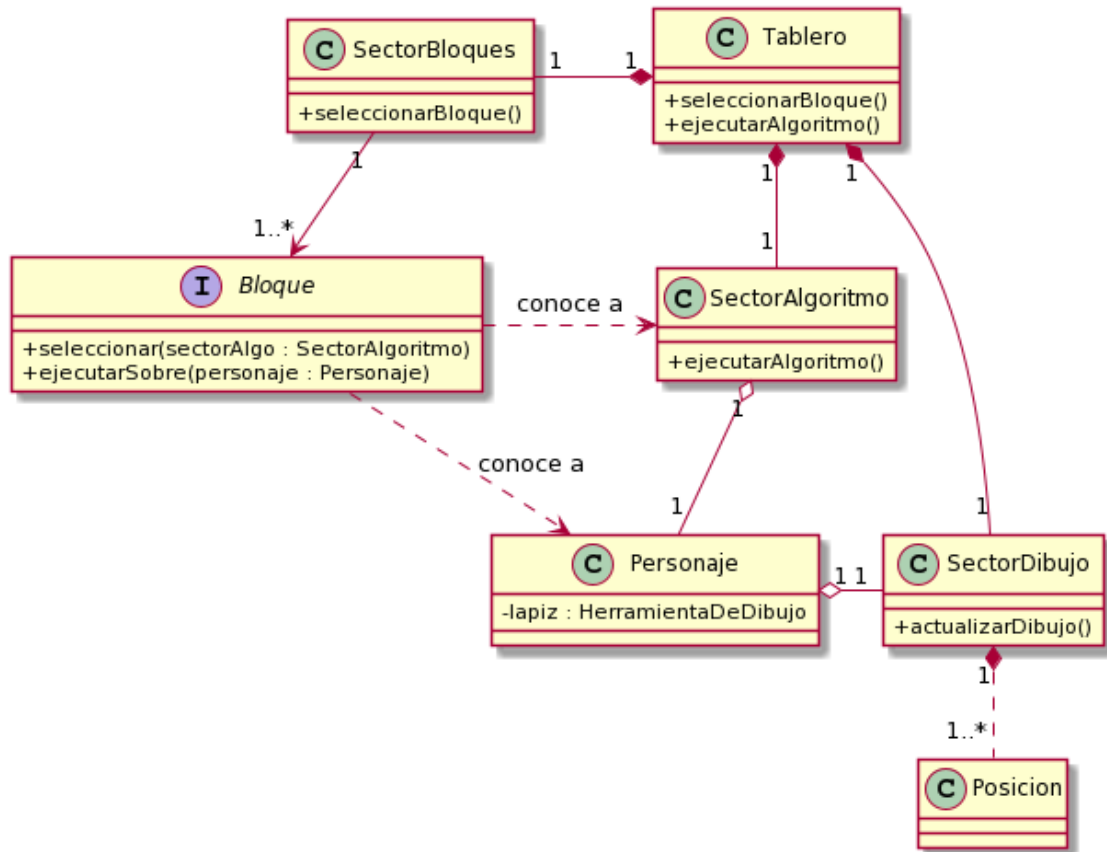 C SectorBloques
+seleccionarBloque()
1
1
C Tablero
+seleccionarBloque()
+ejecutarAlgoritmo()
1
1..*
1
1
1
1
I Bloque
+seleccionar(sectorAlgo : SectorAlgoritmo)
+ejecutarSobre(personaje : Personaje)
conoce a
C SectorAlgoritmo
+ejecutarAlgoritmo()
conoce a
1
1
C Personaje
-lapiz : HerramientaDeDibujo
1 1
C SectorDibujo
+actualizarDibujo()
1
1..*
C Posicion